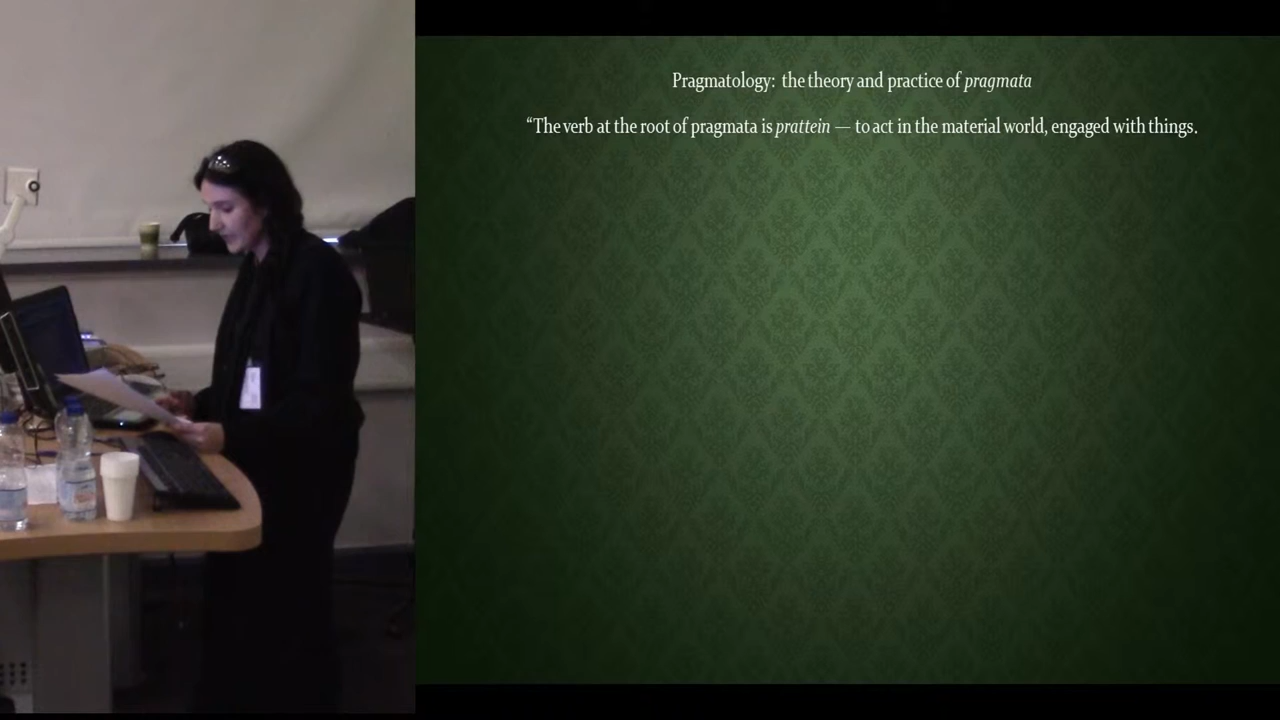 Pragmatology: the theory and practice of pragmata
“The verb at the root of pragmata is prattein — to act in the material world, engaged with things.